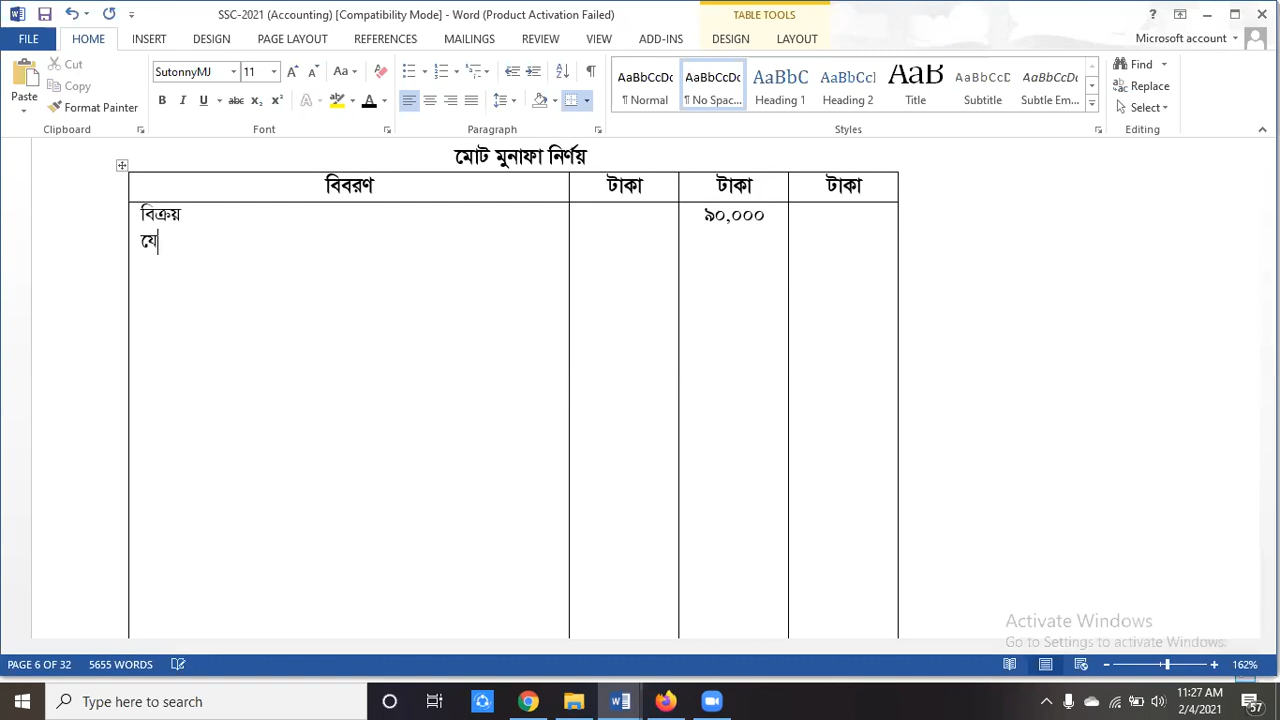 SSC-2021 (Accounting) [Compatibility Mode] - Word (Product Activation Failed)
TABLE TOOLS
FILE HOME INSERT DESIGN PAGE LAYOUT REFERENCES MAILINGS REVIEW VIEW ADD-INS DESIGN LAYOUT
Microsoft account
Paste
Cut
Copy
Format Painter
Clipboard
SutonnyMJ 11
Font
Paragraph
AaBbCcDc AaBbCcDc AaBbC AaBbCc AaB AaBbCcD AaBbCcDc
¶ Normal ¶ No Spac... Heading 1 Heading 2 Title Subtitle Subtle Em...
Styles
Find
Replace
Select
Editing
মোট মুনাফা নির্ণয়
বিবরণ টাকা টাকা টাকা
বিক্রয় ৯০,০০০
যে
Activate Windows
Go to Settings to activate Windows.
PAGE 6 OF 32 5655 WORDS 162%
Type here to search
11:27 AM
2/4/2021
57